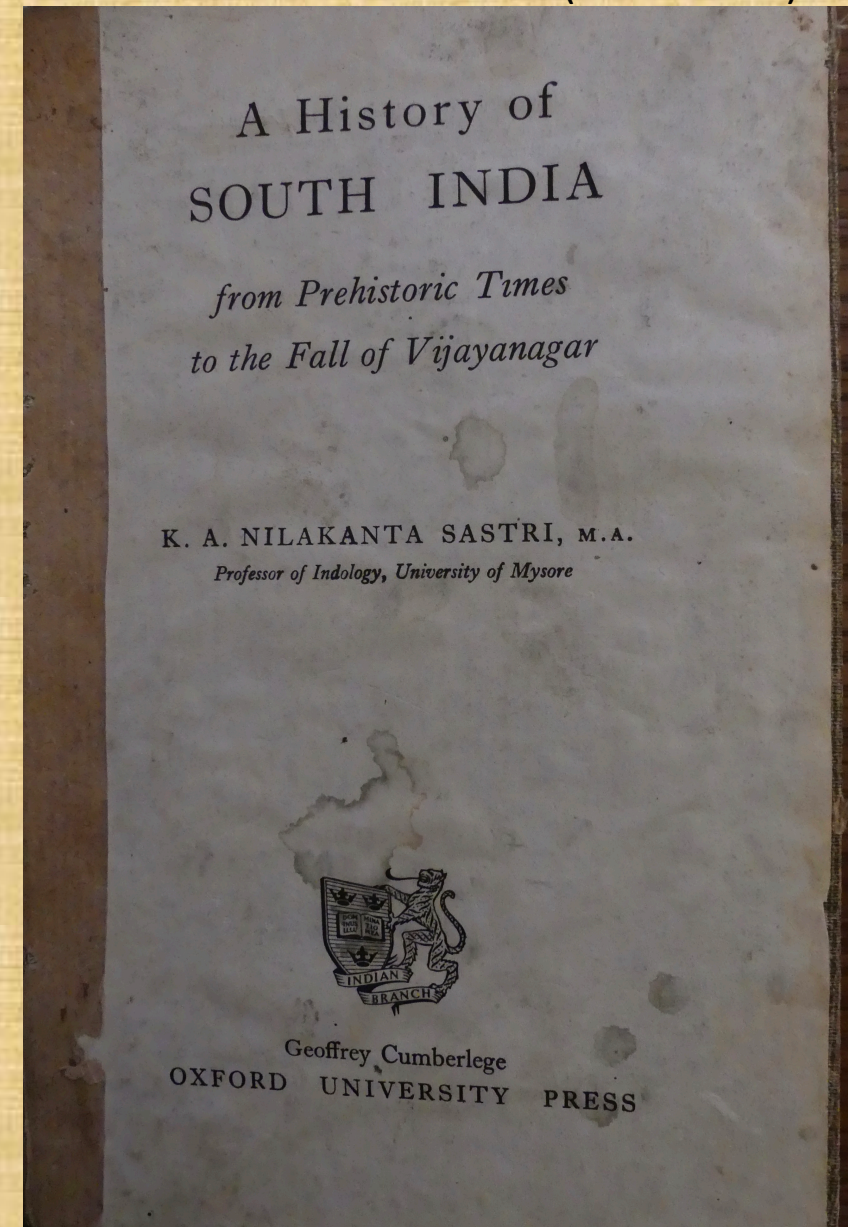 A History of
SOUTH INDIA
from Prehistoric Times
to the Fall of Vijayanagar
K. A. NILAKANTA SASTRI, M.A.
Professor of Indology, University of Mysore
INDIAN
BRANCH
Geoffrey Cumberlege
OXFORD UNIVERSITY PRESS